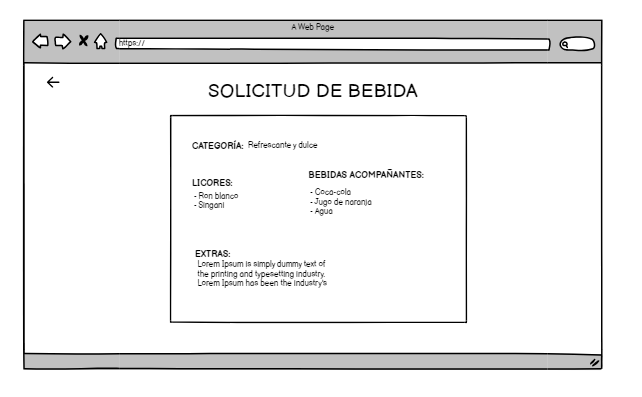 A Web Page
https://
SOLICITUD DE BEBIDA
CATEGORÍA: Refrescante y dulce
LICORES:
- Ron blanco
- Singani
BEBIDAS ACOMPAÑANTES:
- Coca-cola
- Jugo de naranja
- Agua
EXTRAS:
Lorem Ipsum is simply dummy text of
the printing and typesetting industry.
Lorem Ipsum has been the industry's